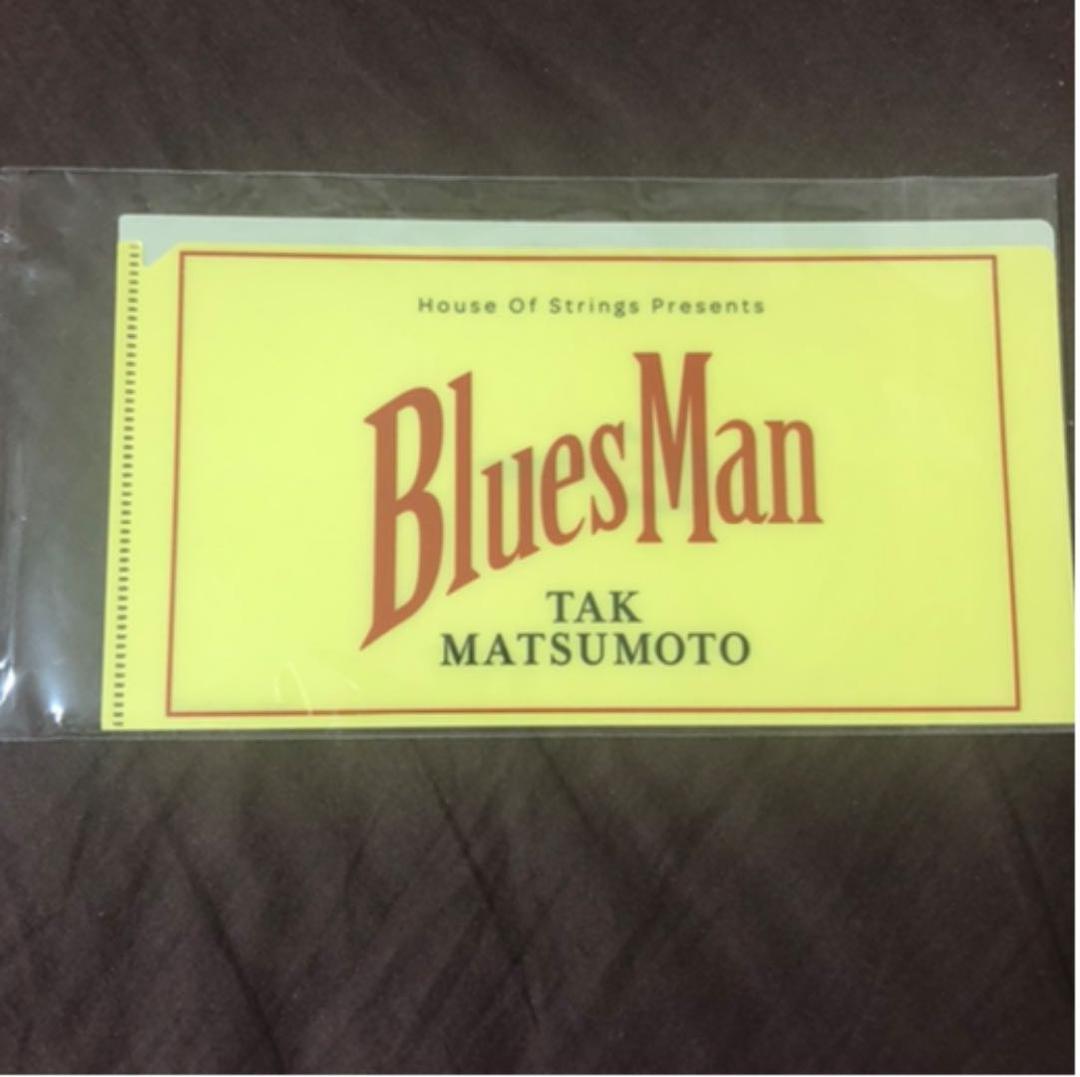 House Of Strings Presents
BluesMan
TAK
MATSUMOTO